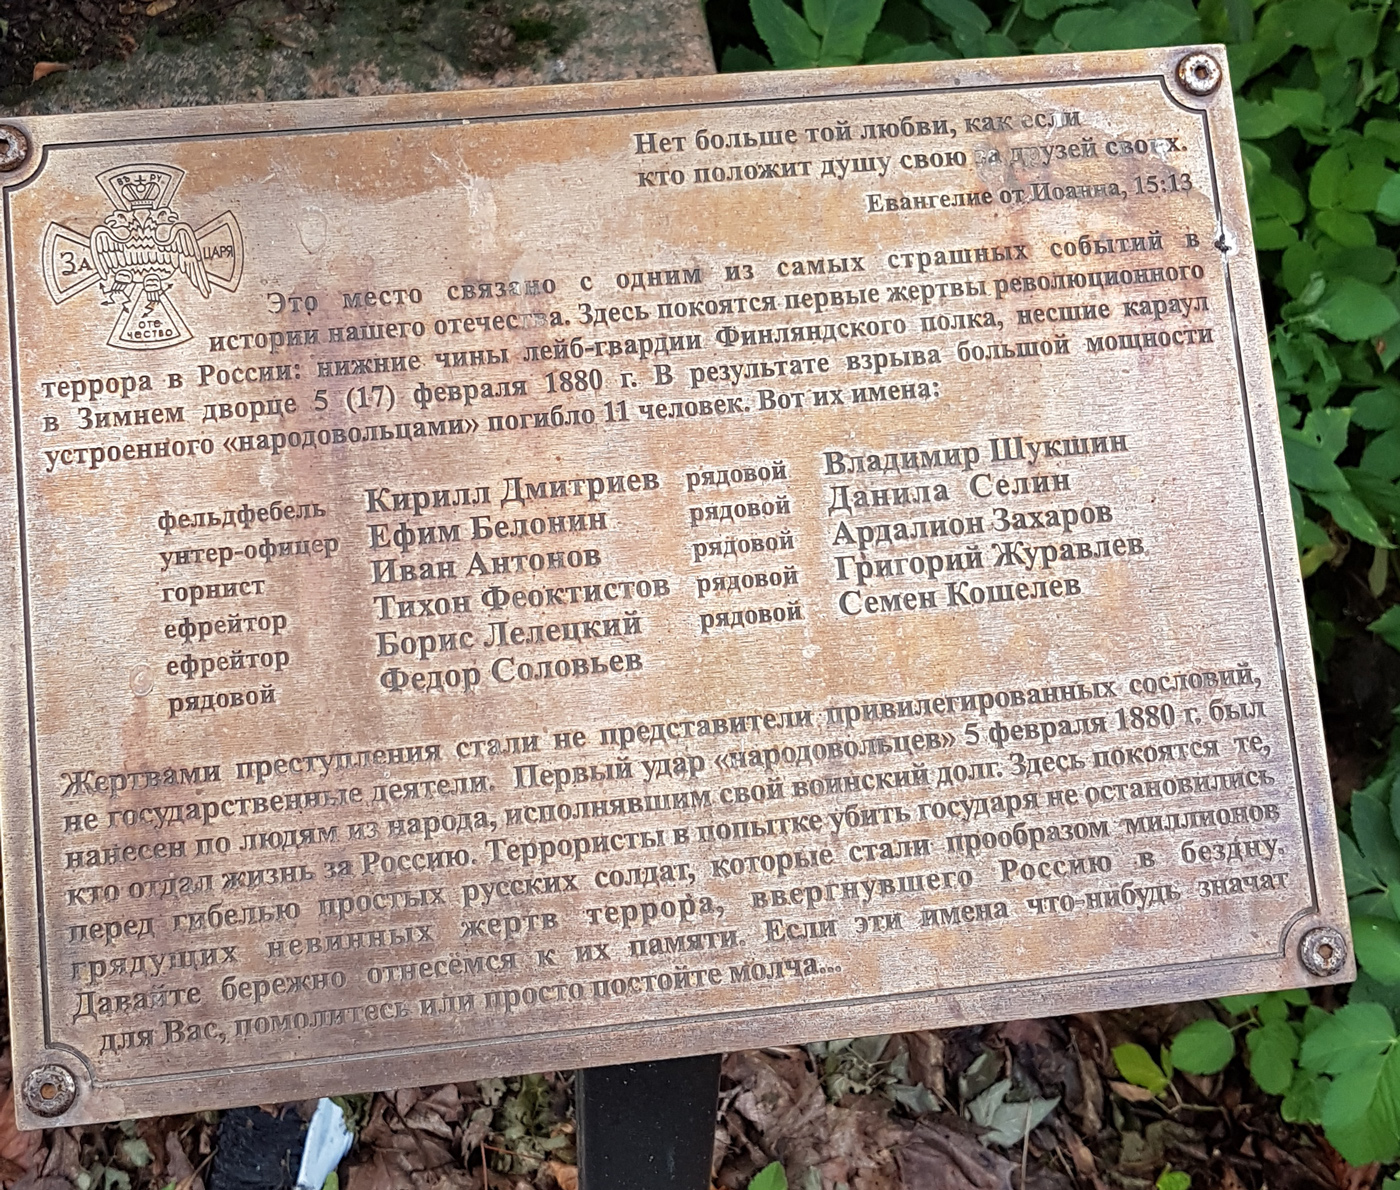 Нет больше той любви, как если
кто положит душу свою за друзей своих.
Евангелие от Иоанна, 15:13
ВѢ РУ
ЗА
ЦАРЯ
ОТЕ
ЧЕСТВО
Это место связано с одним из самых страшных событий в
истории нашего отечества. Здесь покоятся первые жертвы революционного
террора в России: нижние чины лейб-гвардии Финляндского полка, несшие караул
в Зимнем дворце 5 (17) февраля 1880 г. В результате взрыва большой мощности
устроенного «народовольцами» погибло 11 человек. Вот их имена:
фельдфебель Кирилл Дмитриев рядовой Владимир Шукшин
унтер-офицер Ефим Белонин рядовой Данила Селин
горнист Иван Антонов рядовой Ардалион Захаров
ефрейтор Тихон Феоктистов рядовой Григорий Журавлев
ефрейтор Борис Лелецкий рядовой Семен Кошелев
рядовой Федор Соловьев
Жертвами преступления стали не представители привилегированных сословий,
не государственные деятели. Первый удар «народовольцев» 5 февраля 1880 г. был
нанесен по людям из народа, исполнявшим свой воинский долг. Здесь покоятся те,
кто отдал жизнь за Россию. Террористы в попытке убить государя не остановились
перед гибелью простых русских солдат, которые стали прообразом миллионов
грядущих невинных жертв террора, ввергнувшего Россию в бездну.
Давайте бережно отнесёмся к их памяти. Если эти имена что-нибудь значат
для Вас, помолитесь или просто постойте молча...